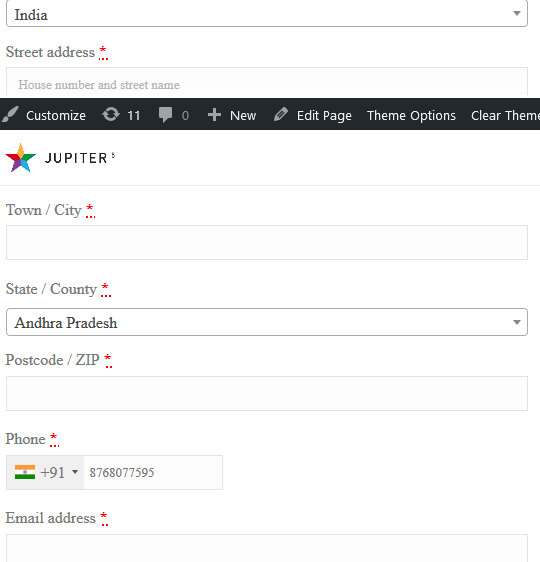 India
Street address *
House number and street name
Customize 11 0 New Edit Page Theme Options Clear Theme
JUPITER 5
Town / City *
State / County *
Andhra Pradesh
Postcode / ZIP *
Phone *
+91 8768077595
Email address *